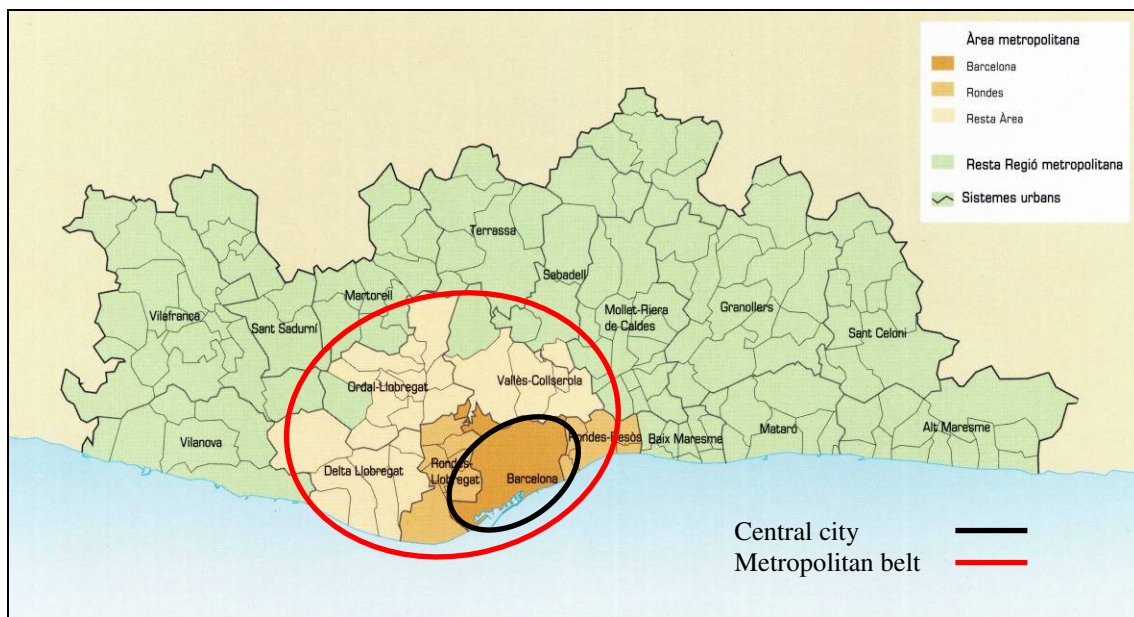 Àrea metropolitana
Barcelona
Rondes
Resta Àrea
Resta Regió metropolitana
Sistemes urbans
Terrassa
Sabadell
Martorell
Mollet-Riera
de Caldes
Granollers
Vilafranca
Sant Sadurní
Sant Celoni
Ordal-Llobregat
Vallès-Collserola
Vilanova
Rondes-Besòs
Baix Maresme
Mataró
Alt Maresme
Delta Llobregat
Rondes-
Llobregat
Barcelona
Central city
Metropolitan belt